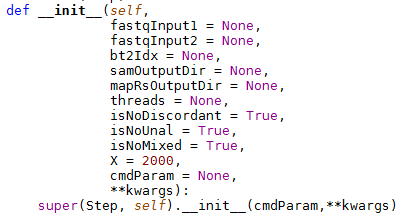 def __init__(self,
fastqInput1 = None,
fastqInput2 = None,
bt2Idx = None,
samOutputDir = None,
mapRsOutputDir = None,
threads = None,
isNoDiscordant = True,
isNoUnal = True,
isNoMixed = True,
X = 2000,
cmdParam = None,
**kwargs):
super(Step, self).__init__(cmdParam,**kwargs)